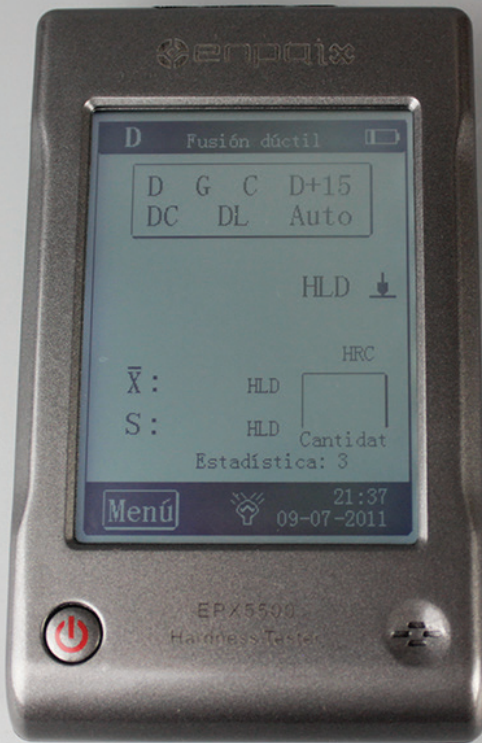 enpaix
D Fusión dúctil
D G C D+15
DC DL Auto
HLD
HRC
X̄: HLD
S: HLD
Cantidat
Estadística: 3
Menú 21:37
09-07-2011
EPX5500
Hardness Tester